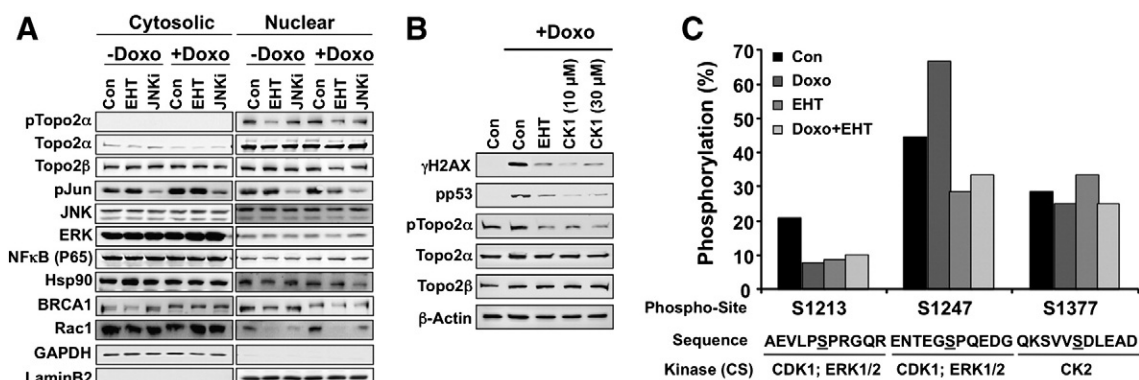 A
Cytosolic Nuclear
-Doxo +Doxo -Doxo +Doxo
Con EHT JNKi Con EHT JNKi Con EHT JNKi Con EHT JNKi
pTopo2α
Topo2α
Topo2β
pJun
JNK
ERK
NFκB (P65)
Hsp90
BRCA1
Rac1
GAPDH
LaminB2
B
+Doxo
Con Con EHT CK1 (10 µM) CK1 (30 µM)
γH2AX
pp53
pTopo2α
Topo2α
Topo2β
β-Actin
C
Phosphorylation (%)
70
60
50
40
30
20
10
0
Con
Doxo
EHT
Doxo+EHT
Phospho-Site S1213 S1247 S1377
Sequence AEVLPSPRGQR ENTEGSPQEDG QKSVVSDLEAD
Kinase (CS) CDK1; ERK1/2 CDK1; ERK1/2 CK2